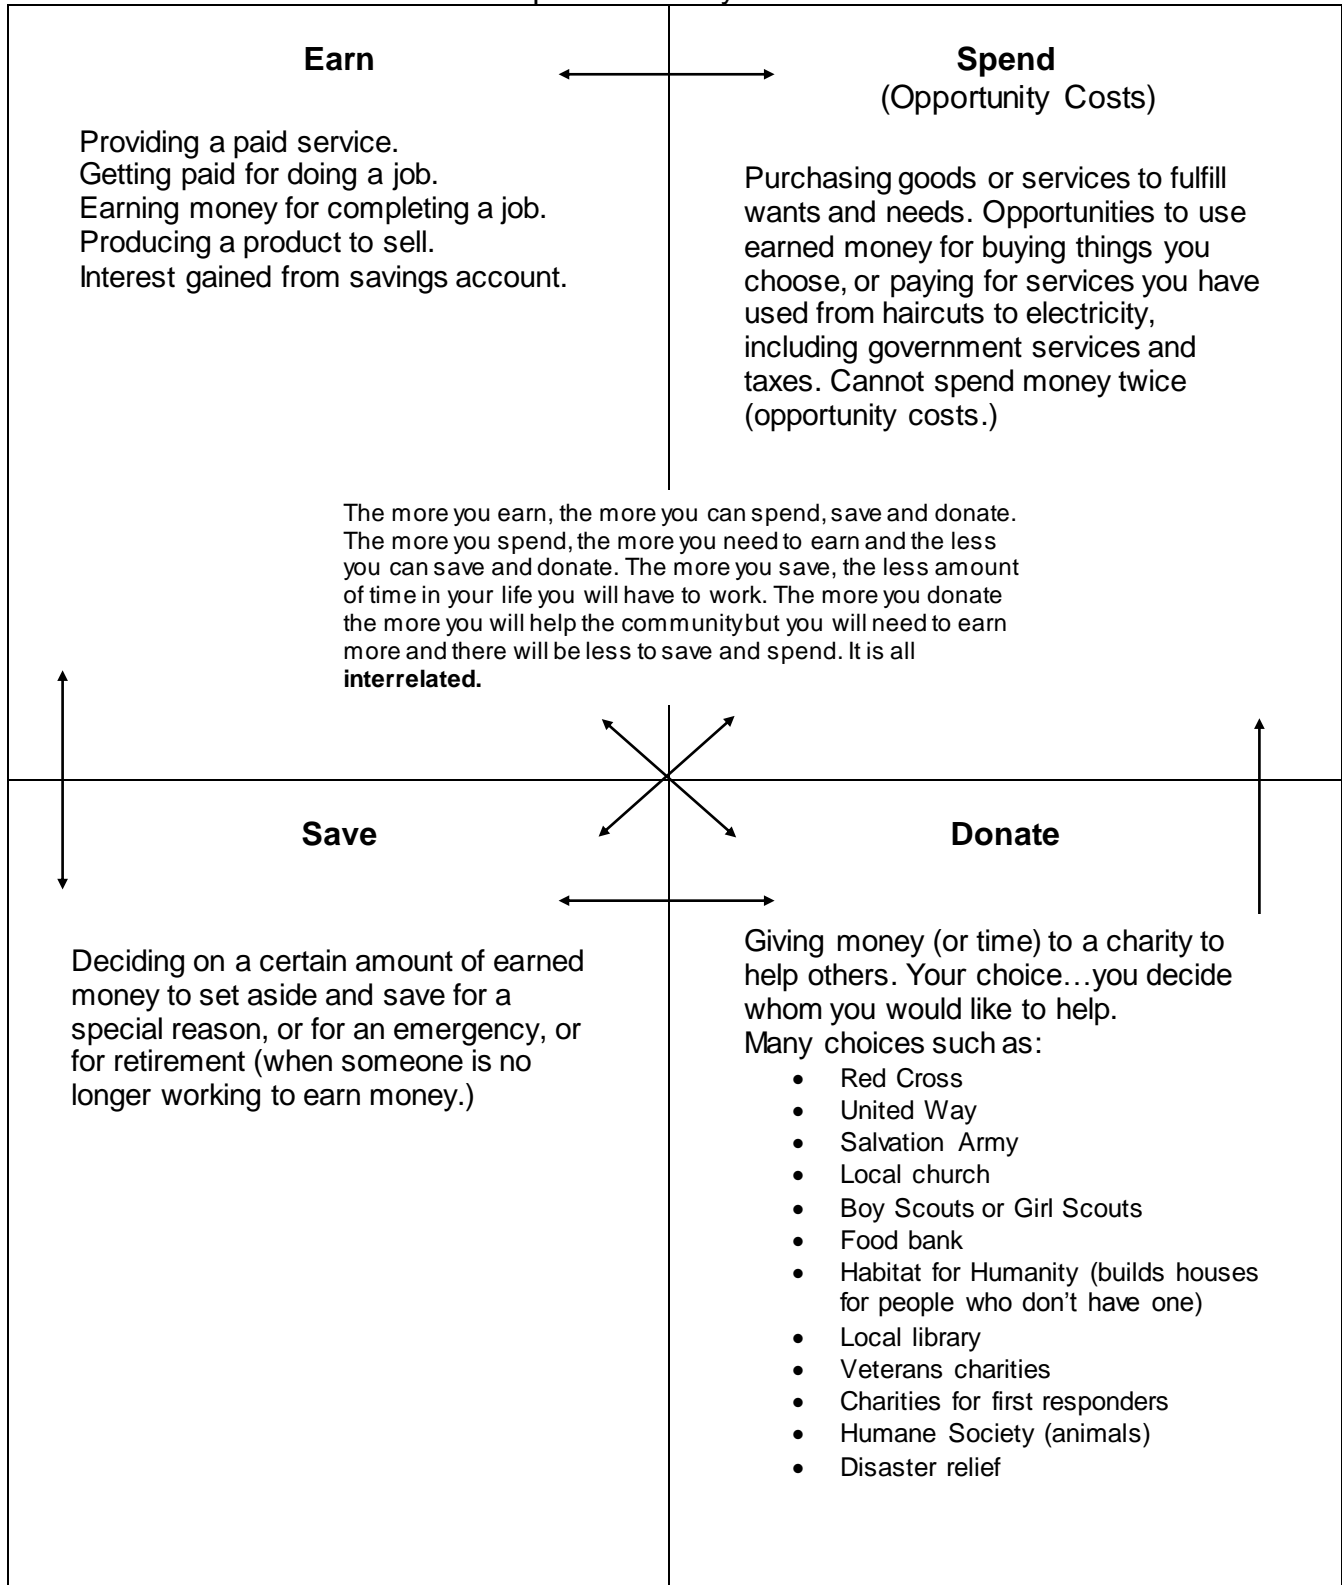 Earn
Providing a paid service.
Getting paid for doing a job.
Earning money for completing a job.
Producing a product to sell.
Interest gained from savings account.
Spend
(Opportunity Costs)
Purchasing goods or services to fulfill
wants and needs. Opportunities to use
earned money for buying things you
choose, or paying for services you have
used from haircuts to electricity,
including government services and
taxes. Cannot spend money twice
(opportunity costs.)
The more you earn, the more you can spend, save and donate.
The more you spend, the more you need to earn and the less
you can save and donate. The more you save, the less amount
of time in your life you will have to work. The more you donate
the more you will help the community but you will need to earn
more and there will be less to save and spend. It is all
interrelated.
Save
Deciding on a certain amount of earned
money to set aside and save for a
special reason, or for an emergency, or
for retirement (when someone is no
longer working to earn money.)
Donate
Giving money (or time) to a charity to
help others. Your choice…you decide
whom you would like to help.
Many choices such as:
• Red Cross
• United Way
• Salvation Army
• Local church
• Boy Scouts or Girl Scouts
• Food bank
• Habitat for Humanity (builds houses
for people who don’t have one)
• Local library
• Veterans charities
• Charities for first responders
• Humane Society (animals)
• Disaster relief